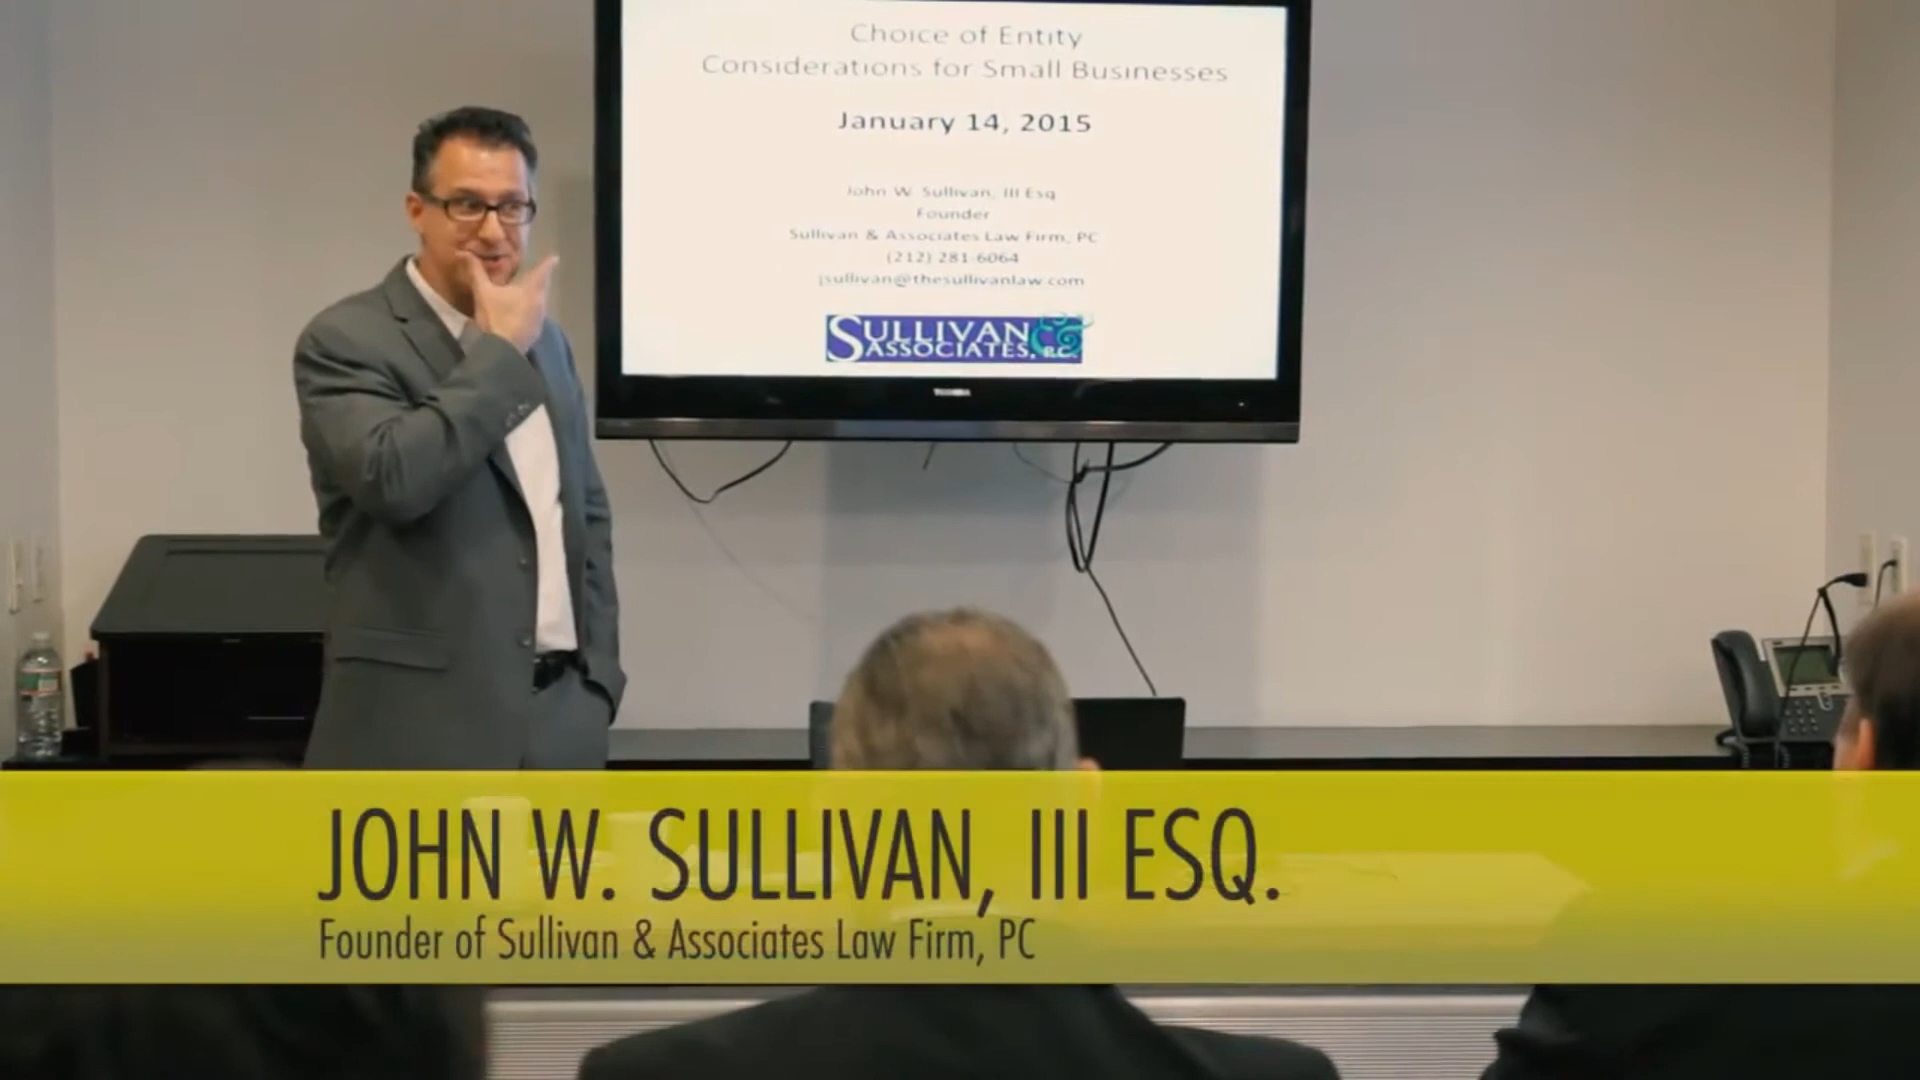 Choice of Entity
Considerations for Small Businesses
January 14, 2015
John W. Sullivan, III Esq
Founder
Sullivan & Associates Law Firm, PC
(212) 281-6064
jsullivan@thesullivanlaw.com
SULLIVAN &
ASSOCIATES, P.C.
TOSHIBA
JOHN W. SULLIVAN, III ESQ.
Founder of Sullivan & Associates Law Firm, PC